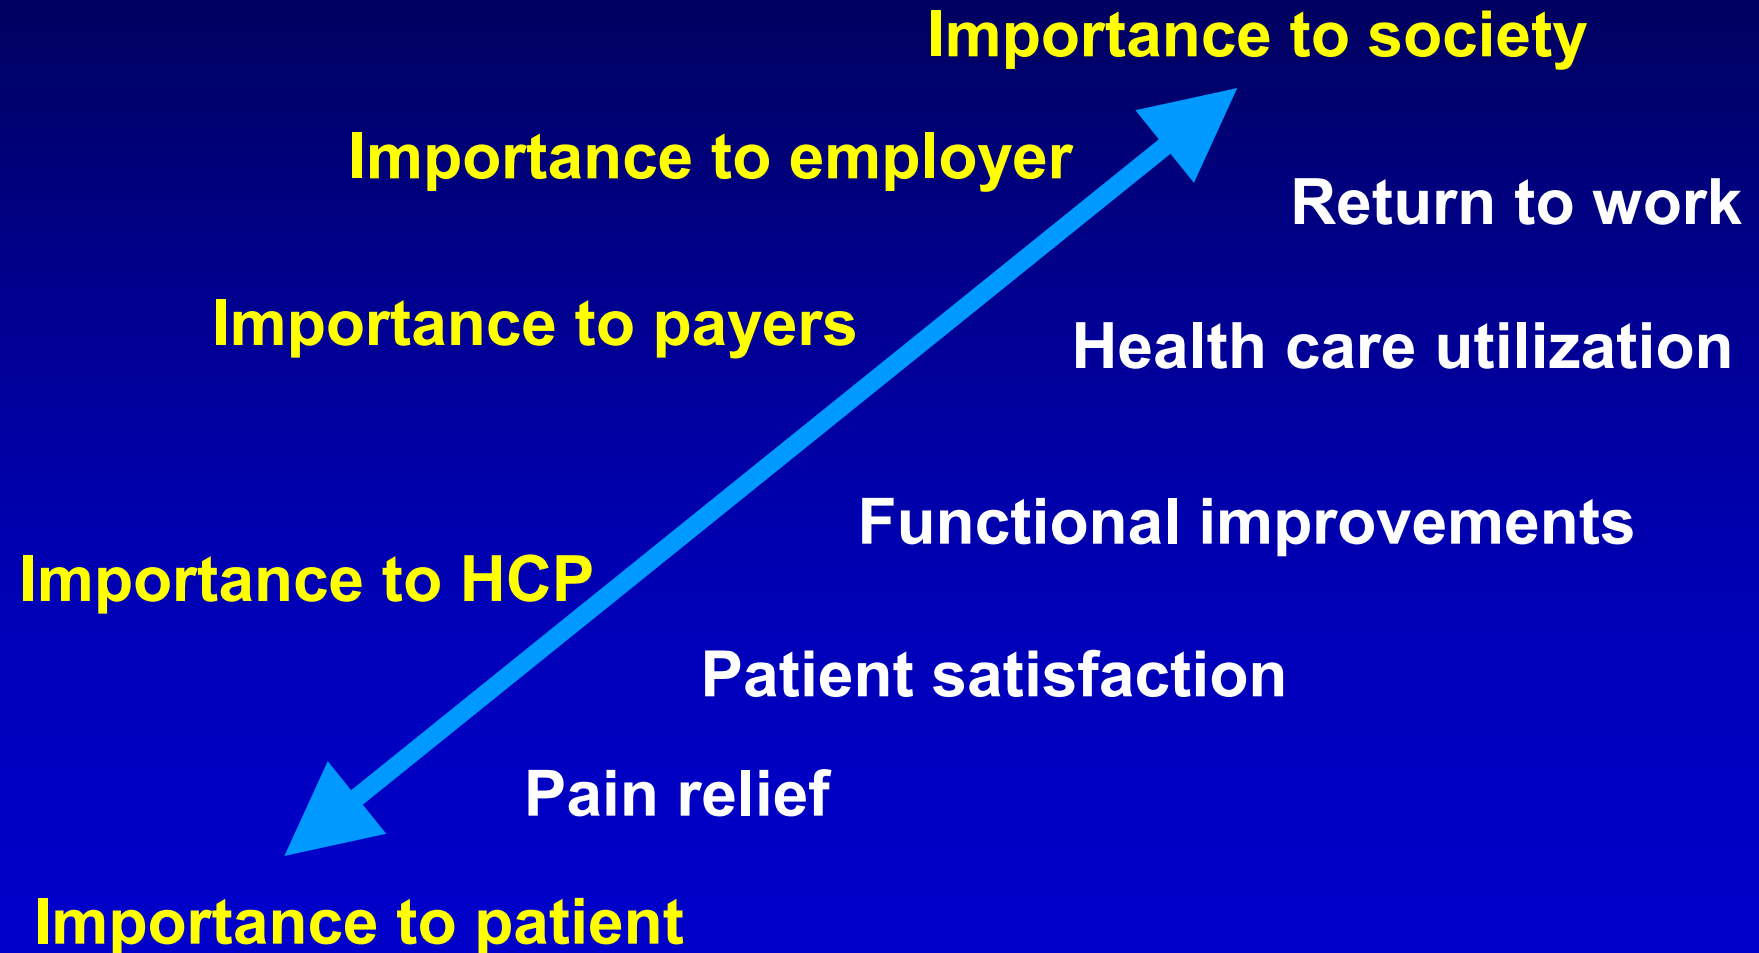 Importance to society
Importance to employer
Return to work
Importance to payers
Health care utilization
Functional improvements
Importance to HCP
Patient satisfaction
Pain relief
Importance to patient